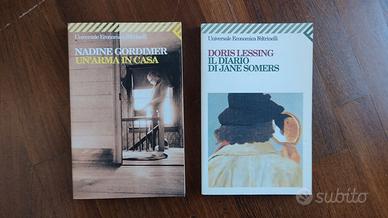 Universale Economica Feltrinelli
NADINE GORDIMER
UN'ARMA IN CASA
Universale Economica Feltrinelli
DORIS LESSING
IL DIARIO
DI JANE SOMERS
subito